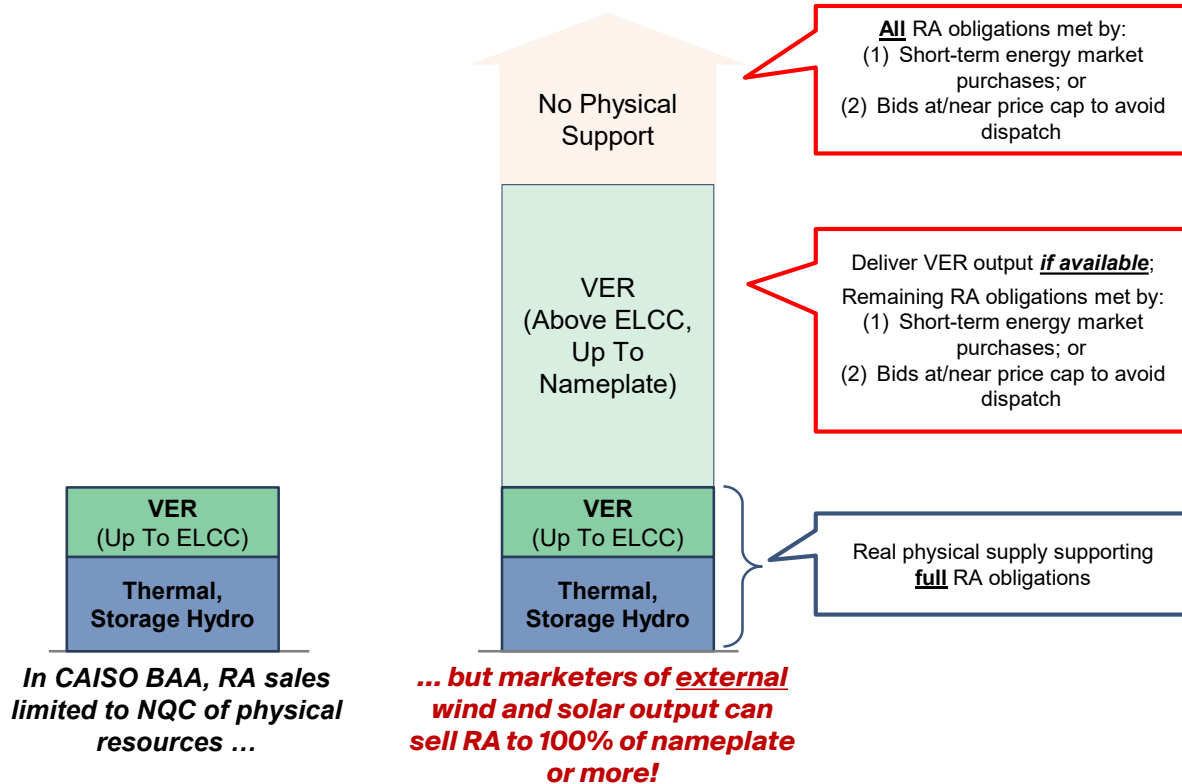 No Physical
Support
All RA obligations met by:
(1) Short-term energy market
purchases; or
(2) Bids at/near price cap to avoid
dispatch
VER
(Above ELCC,
Up To
Nameplate)
Deliver VER output if available;
Remaining RA obligations met by:
(1) Short-term energy market
purchases; or
(2) Bids at/near price cap to avoid
dispatch
VER
(Up To ELCC)
Thermal,
Storage Hydro
VER
(Up To ELCC)
Thermal,
Storage Hydro
Real physical supply supporting
full RA obligations
In CAISO BAA, RA sales
limited to NQC of physical
resources …
… but marketers of external
wind and solar output can
sell RA to 100% of nameplate
or more!